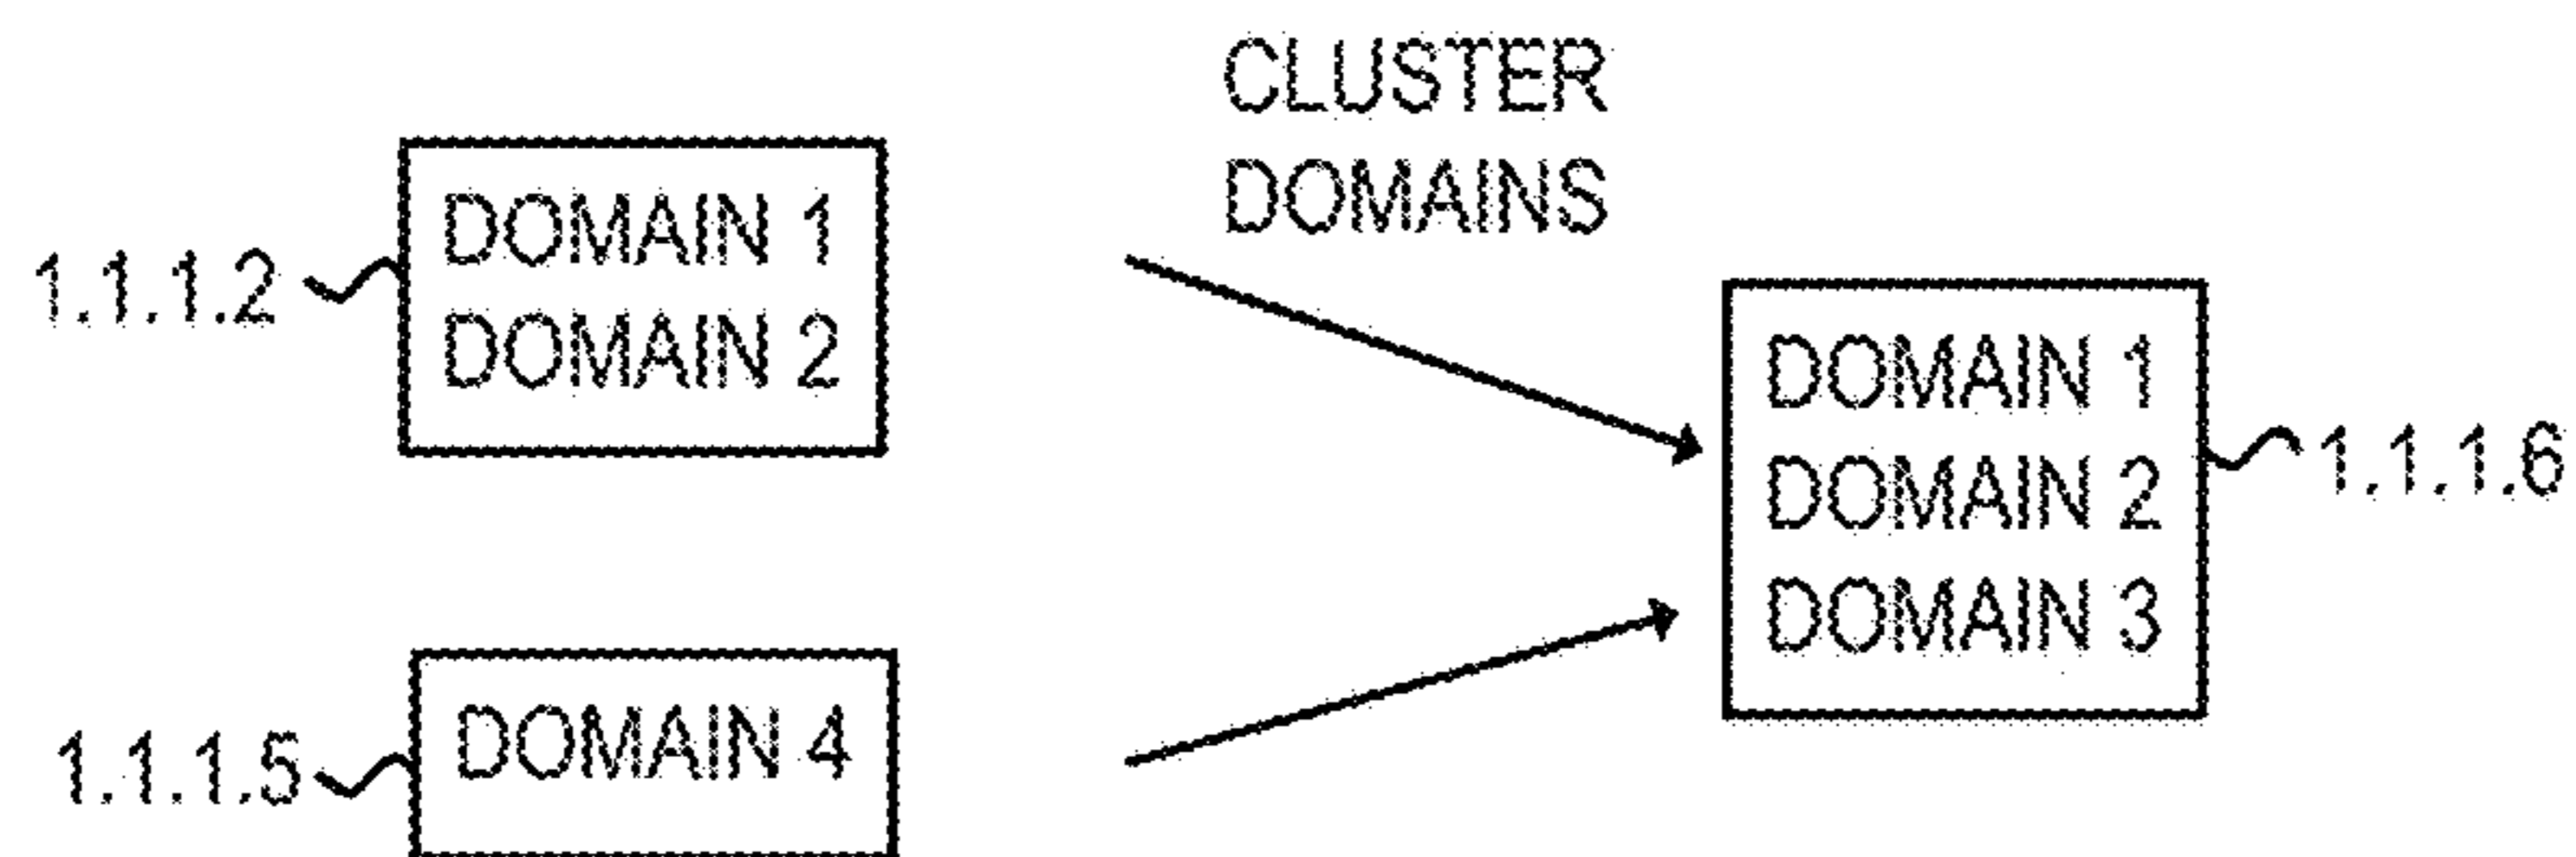 CLUSTER
DOMAINS
1.1.1.2
DOMAIN 1
DOMAIN 2
1.1.1.5
DOMAIN 4
DOMAIN 1
DOMAIN 2
DOMAIN 3
1.1.1.6